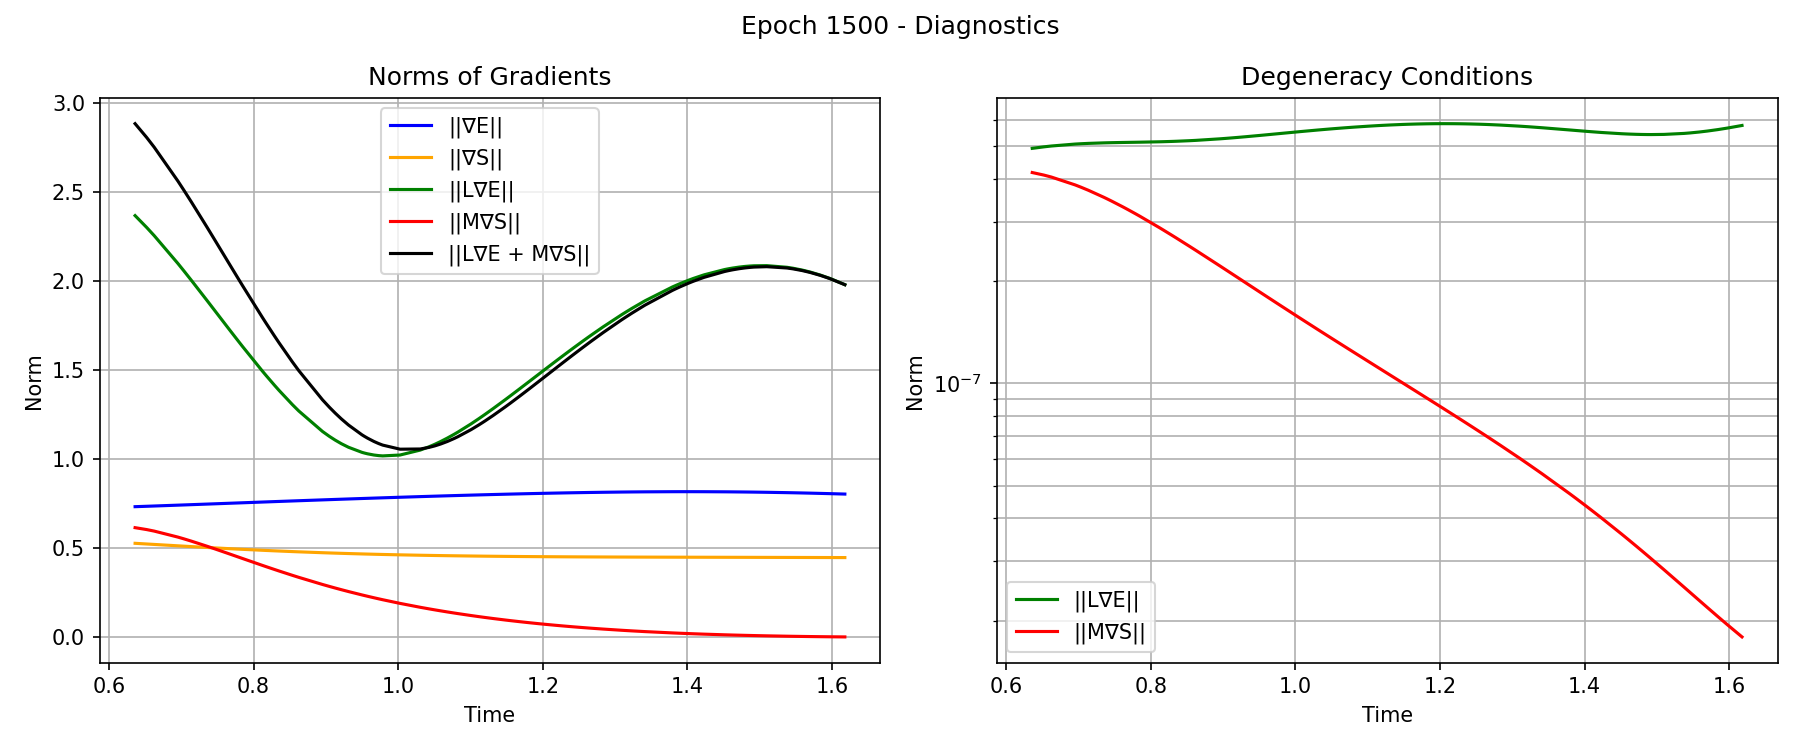 Epoch 1500 - Diagnostics
Norms of Gradients
Norm
3.0
2.5
2.0
1.5
1.0
0.5
0.0
||∇E||
||∇S||
||L∇E||
||M∇S||
||L∇E + M∇S||
0.6 0.8 1.0 1.2 1.4 1.6
Time
Degeneracy Conditions
Norm
10⁻⁷
||L∇E||
||M∇S||
0.6 0.8 1.0 1.2 1.4 1.6
Time